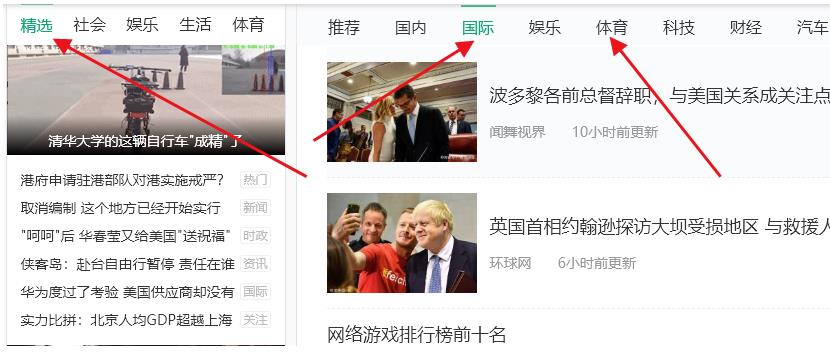 精选 社会 娱乐 生活 体育
清华大学的这辆自行车"成精"了
港府申请驻港部队对港实施戒严? 热门
取消编制 这个地方已经开始实行 新闻
"呵呵"后 华春莹又给美国"送祝福" 时政
侠客岛：赴台自由行暂停 责任在谁 资讯
华为度过了考验 美国供应商却没有 国际
实力比拼：北京人均GDP超越上海 关注
推荐 国内 国际 娱乐 体育 科技 财经 汽车
波多黎各前总督辞职，与美国关系成关注点
闻舞视界 10小时前更新
英国首相约翰逊探访大坝受损地区 与救援人
环球网 6小时前更新
网络游戏排行榜前十名